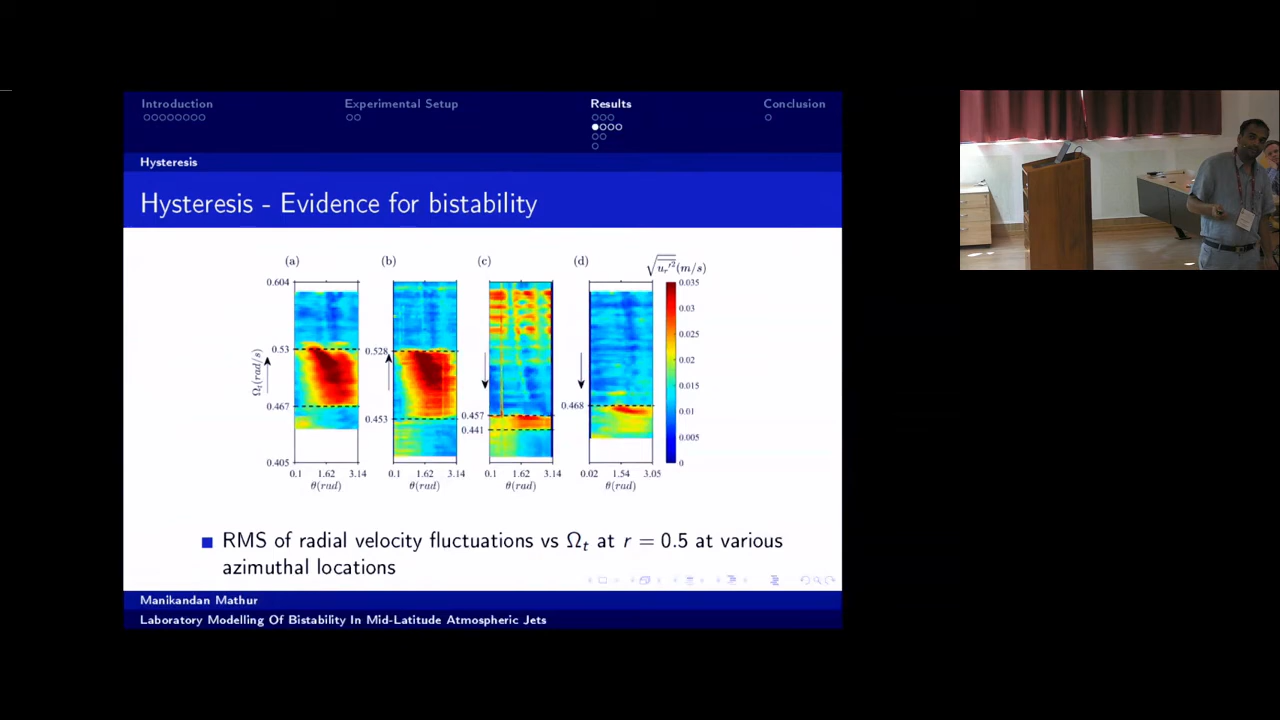 Introduction
Experimental Setup
Results
Conclusion
Hysteresis
Hysteresis - Evidence for bistability
(a) (b) (c) (d) √u_r'² (m/s)
0.604
0.53
0.467
0.405
Ω_t(rad/s)
0.528
0.453
0.457
0.441
0.468
0.035
0.03
0.025
0.02
0.015
0.01
0.005
0
0.1 1.62 3.14
0.1 1.62 3.14
0.1 1.62 3.14
0.02 1.54 3.05
θ(rad) θ(rad) θ(rad) θ(rad)
RMS of radial velocity fluctuations vs Ω_t at r = 0.5 at various
azimuthal locations
Manikandan Mathur
Laboratory Modelling Of Bistability In Mid-Latitude Atmospheric Jets